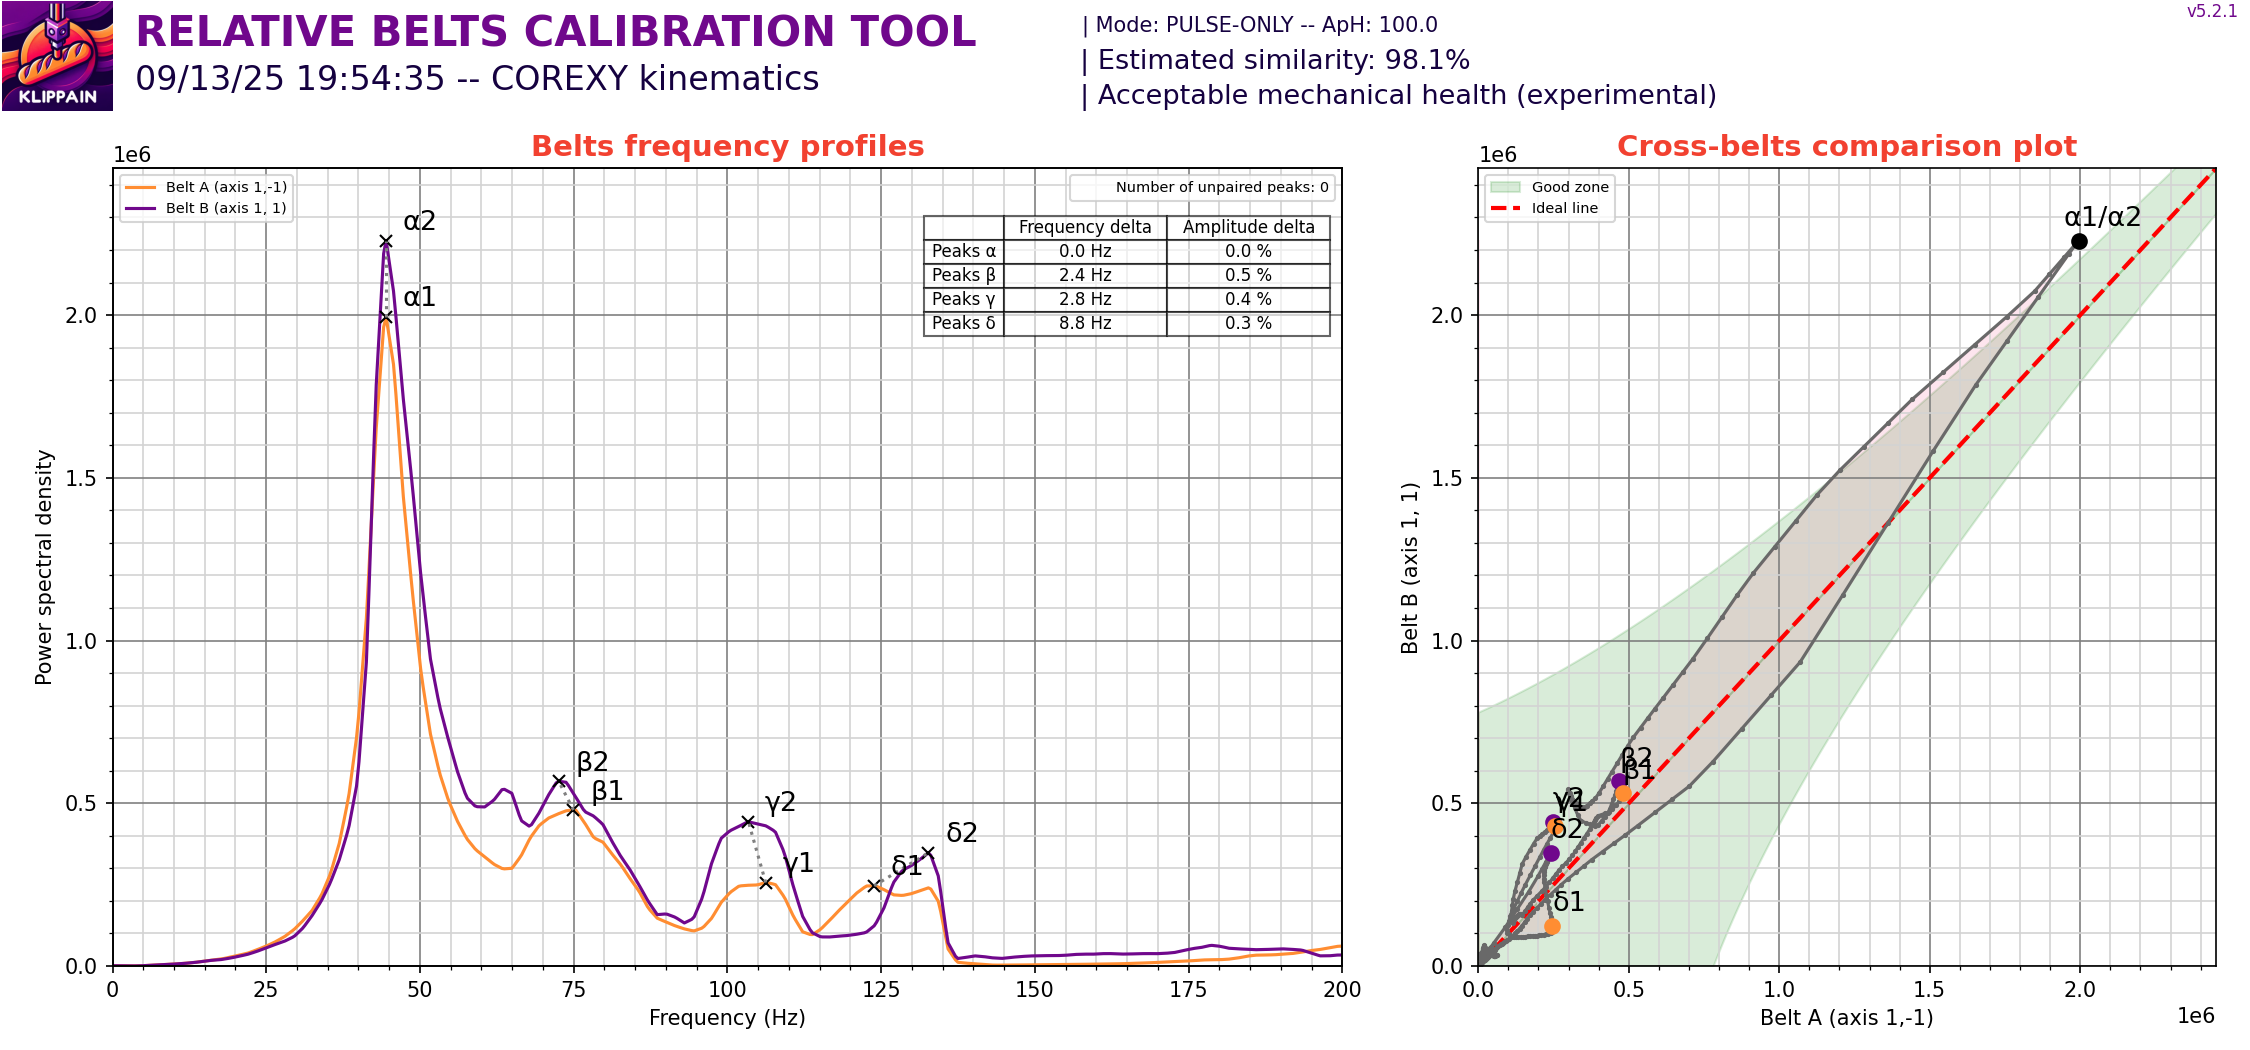 KLIPPAIN
RELATIVE BELTS CALIBRATION TOOL
09/13/25 19:54:35 -- COREXY kinematics
| Mode: PULSE-ONLY -- ApH: 100.0
| Estimated similarity: 98.1%
| Acceptable mechanical health (experimental)
v5.2.1
Belts frequency profiles
1e6
Belt A (axis 1,-1)
Belt B (axis 1, 1)
Number of unpaired peaks: 0
Frequency delta Amplitude delta
Peaks α 0.0 Hz 0.0 %
Peaks β 2.4 Hz 0.5 %
Peaks γ 2.8 Hz 0.4 %
Peaks δ 8.8 Hz 0.3 %
α2
α1
β2
β1
γ2
γ1
δ2
δ1
2.0
1.5
1.0
0.5
0.0
Power spectral density
0 25 50 75 100 125 150 175 200
Frequency (Hz)
Cross-belts comparison plot
1e6
Good zone
Ideal line
α1/α2
β2
β1
γ2
γ1
δ2
δ1
2.0
1.5
1.0
0.5
0.0
Belt B (axis 1, 1)
0.0 0.5 1.0 1.5 2.0
Belt A (axis 1,-1)
1e6